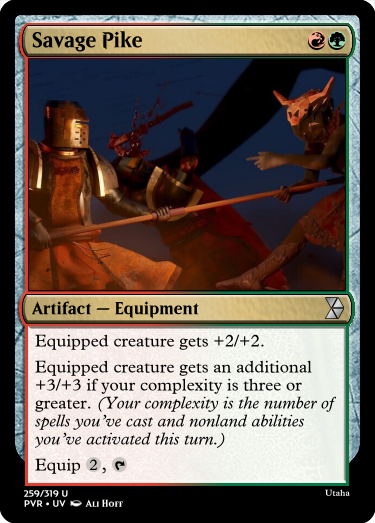 Savage Pike
Artifact — Equipment
Equipped creature gets +2/+2.
Equipped creature gets an additional
+3/+3 if your complexity is three or
greater. (Your complexity is the number of
spells you've cast and nonland abilities
you've activated this turn.)
Equip 2,
259/319 U
Utaha
PVR • UV Ali Hoff